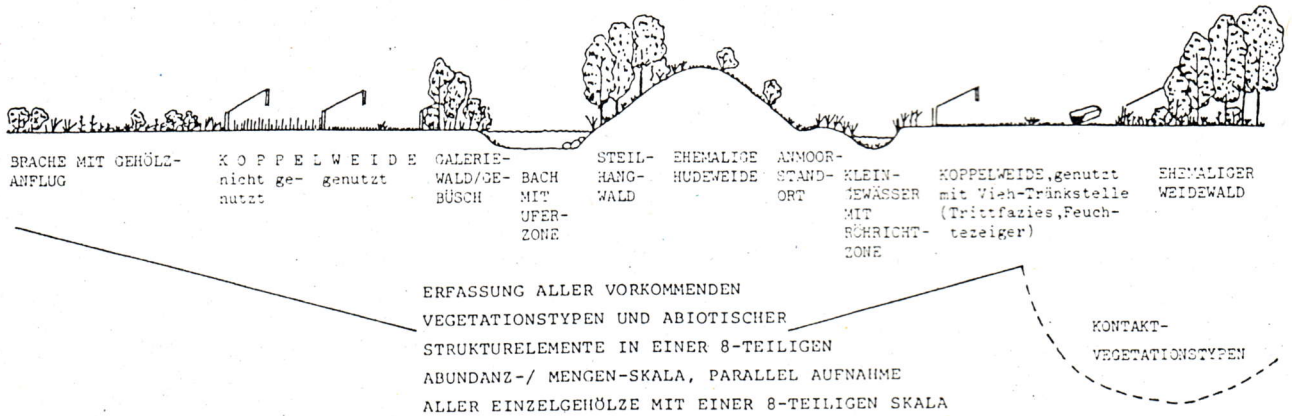 BRACHE MIT GEHÖLZ-
ANFLUG
K O P P E L W E I D E
nicht ge-
nutzt
genutzt
GALERIE-
WALD/GE-
BÜSCH
BACH
MIT
UFER-
ZONE
STEIL-
HANG-
WALD
EHEMALIGE
HUDEWEIDE
ANMOOR-
STAND-
ORT
KLEIN-
GEWÄSSER
MIT
RÖHRICHT-
ZONE
KOPPELWEIDE, genutzt
mit Vieh-Tränkstelle
(Trittfazies, Feuch-
tezeiger)
EHEMALIGER
WEIDEWALD
ERFASSUNG ALLER VORKOMMENDEN
VEGETATIONSTYPEN UND ABIOTISCHER
STRUKTURELEMENTE IN EINER 8-TEILIGEN
ABUNDANZ-/ MENGEN-SKALA, PARALLEL AUFNAHME
ALLER EINZELGEHÖLZE MIT EINER 8-TEILIGEN SKALA
KONTAKT-
VEGETATIONSTYPEN